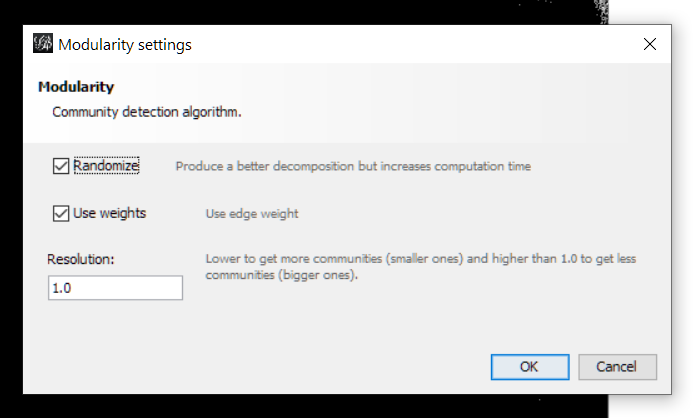 Modularity settings
Modularity
Community detection algorithm.
Randomize
Produce a better decomposition but increases computation time
Use weights
Use edge weight
Resolution:
Lower to get more communities (smaller ones) and higher than 1.0 to get less
communities (bigger ones).
1.0
OK
Cancel